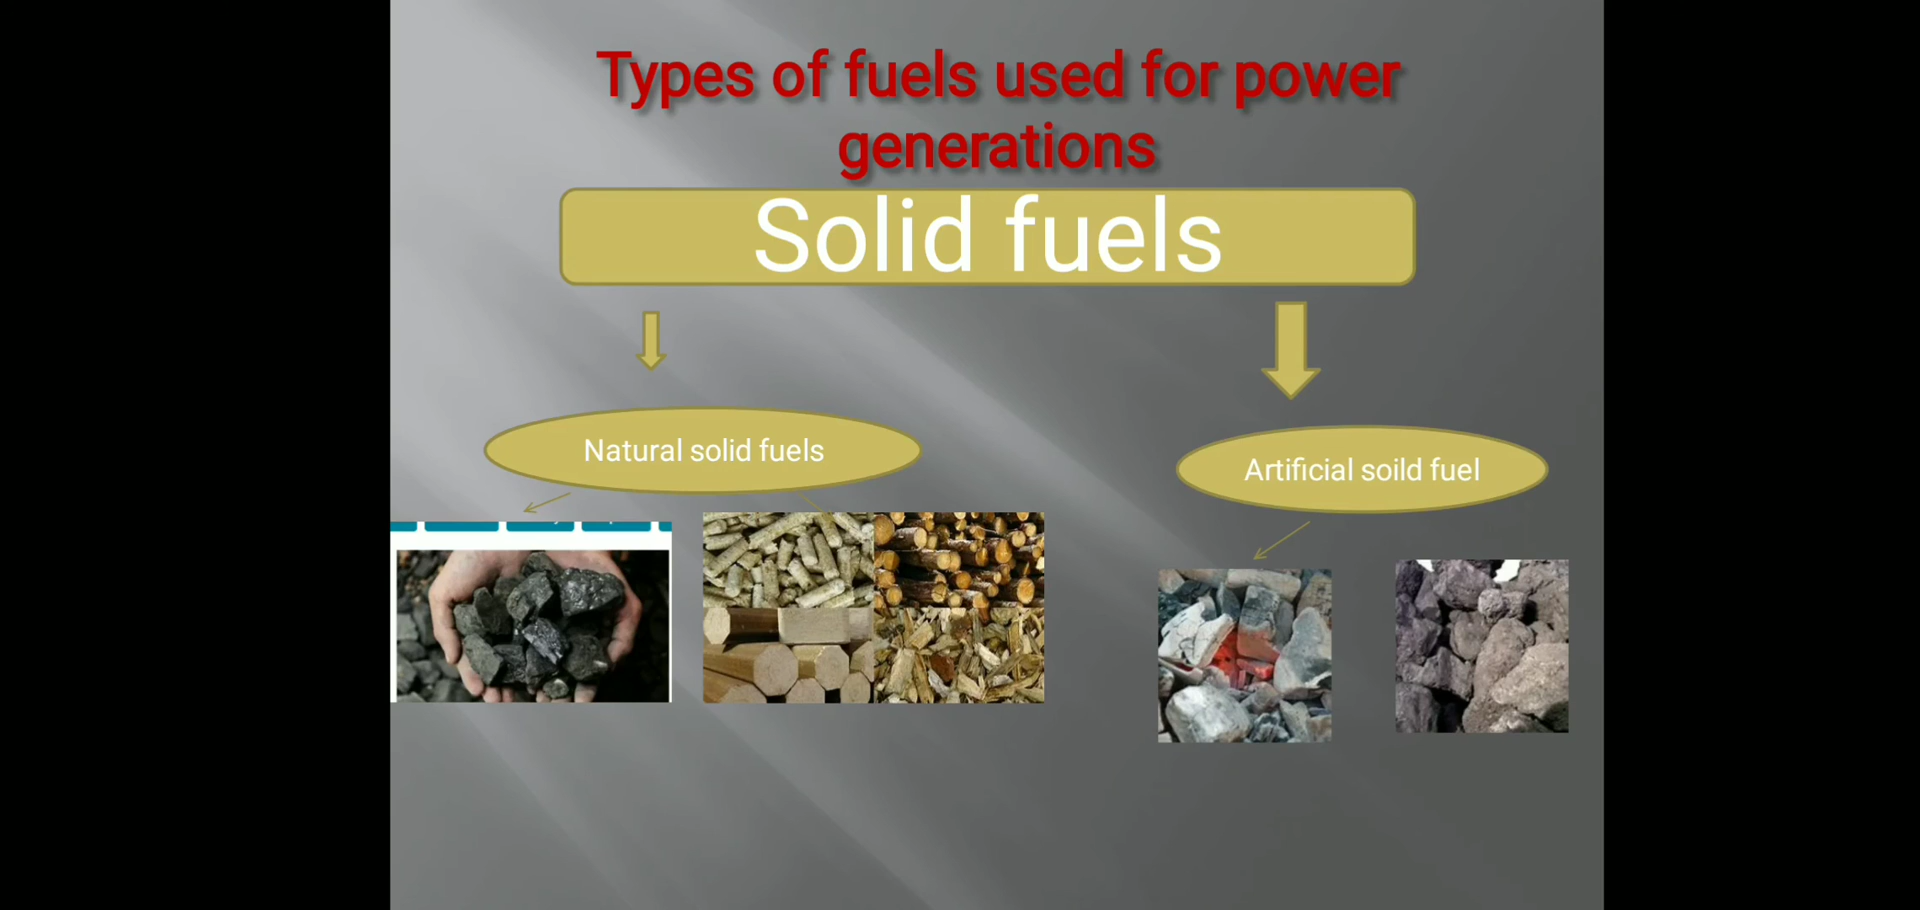 Types of fuels used for power
generations
Solid fuels
Natural solid fuels
Artificial soild fuel